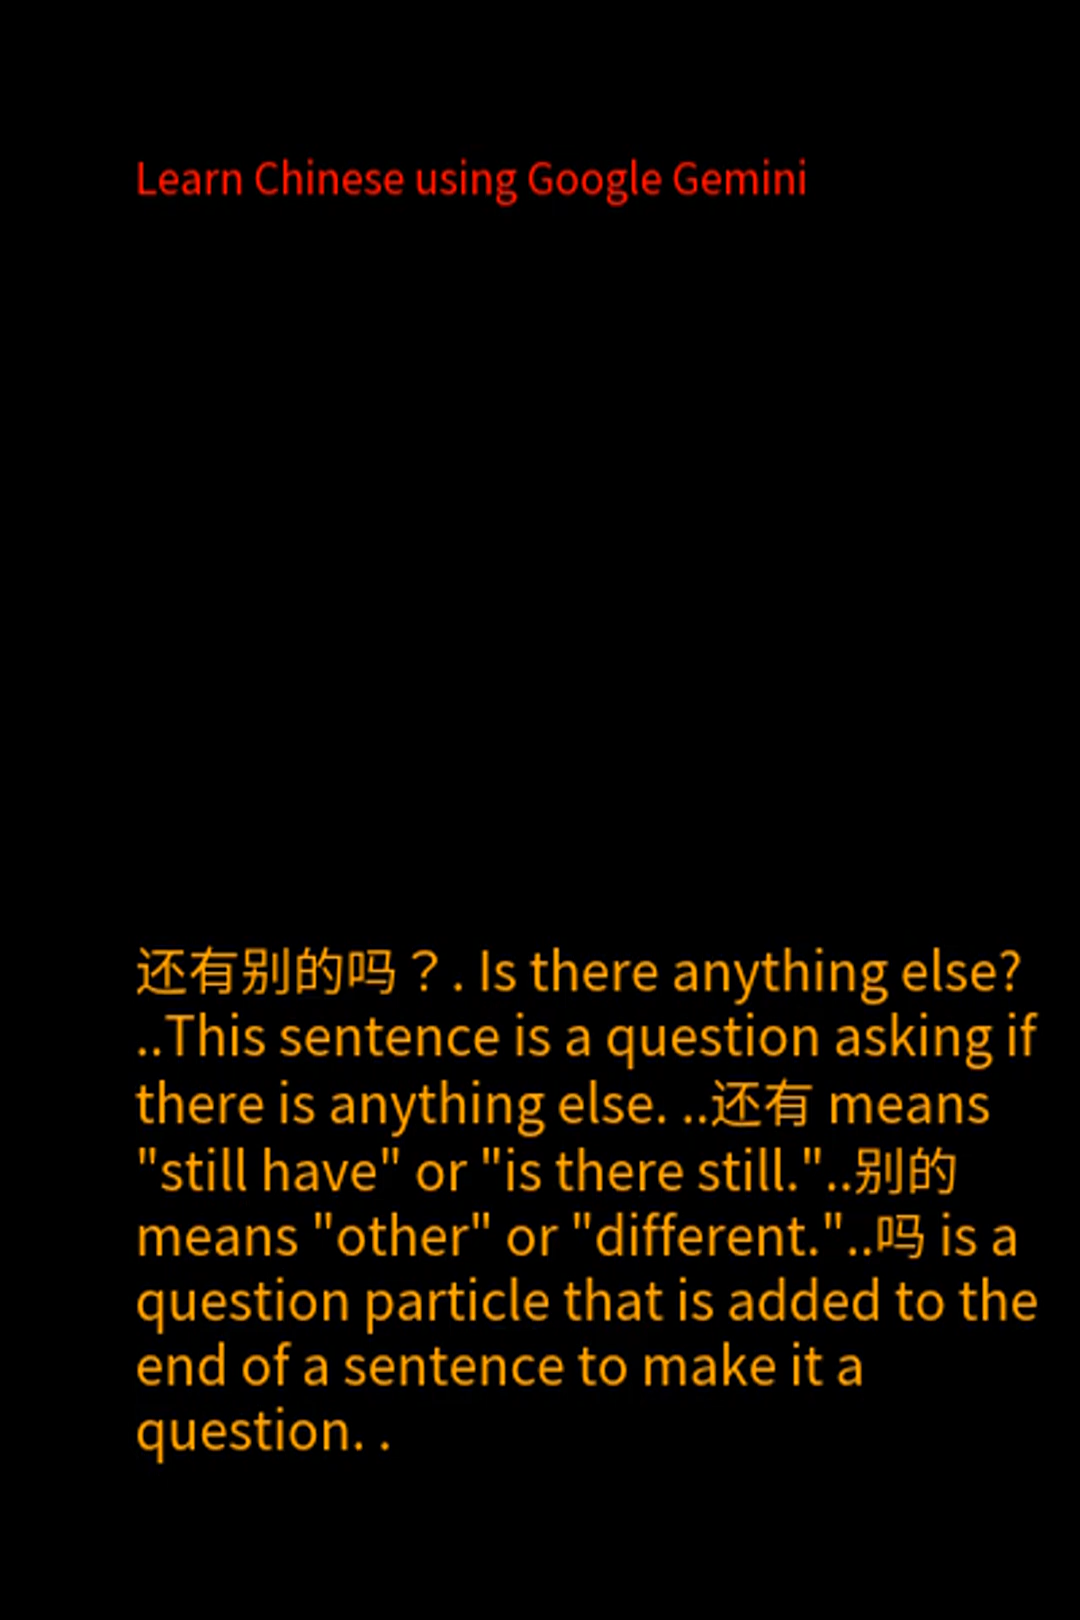 Learn Chinese using Google Gemini
还有别的吗？. Is there anything else?
..This sentence is a question asking if
there is anything else. ..还有 means
"still have" or "is there still."..别的
means "other" or "different."..吗 is a
question particle that is added to the
end of a sentence to make it a
question. .